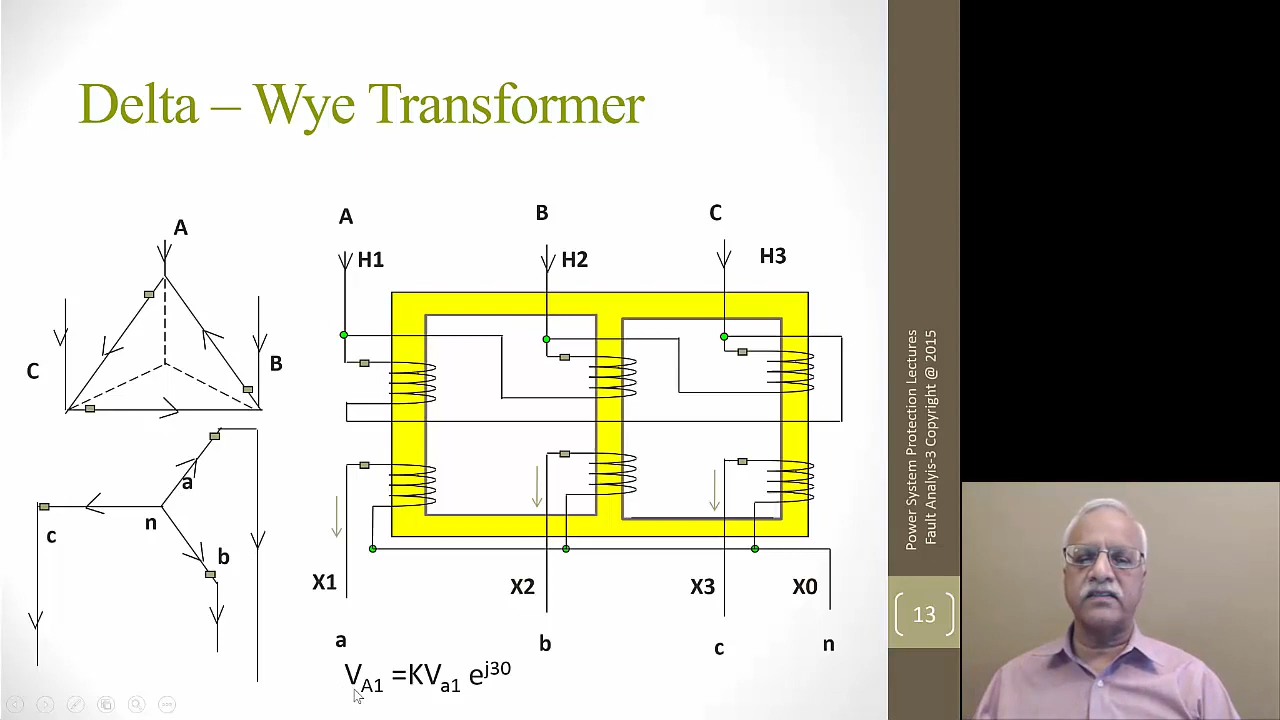 Delta – Wye Transformer
A
C
B
a
n
c
b
A
B
C
H1
H2
H3
X1
X2
X3
X0
a
b
c
n
V_A1 =KV_a1 e^j30
Power System Protection Lectures
Fault Analyis-3 Copyright @ 2015
13